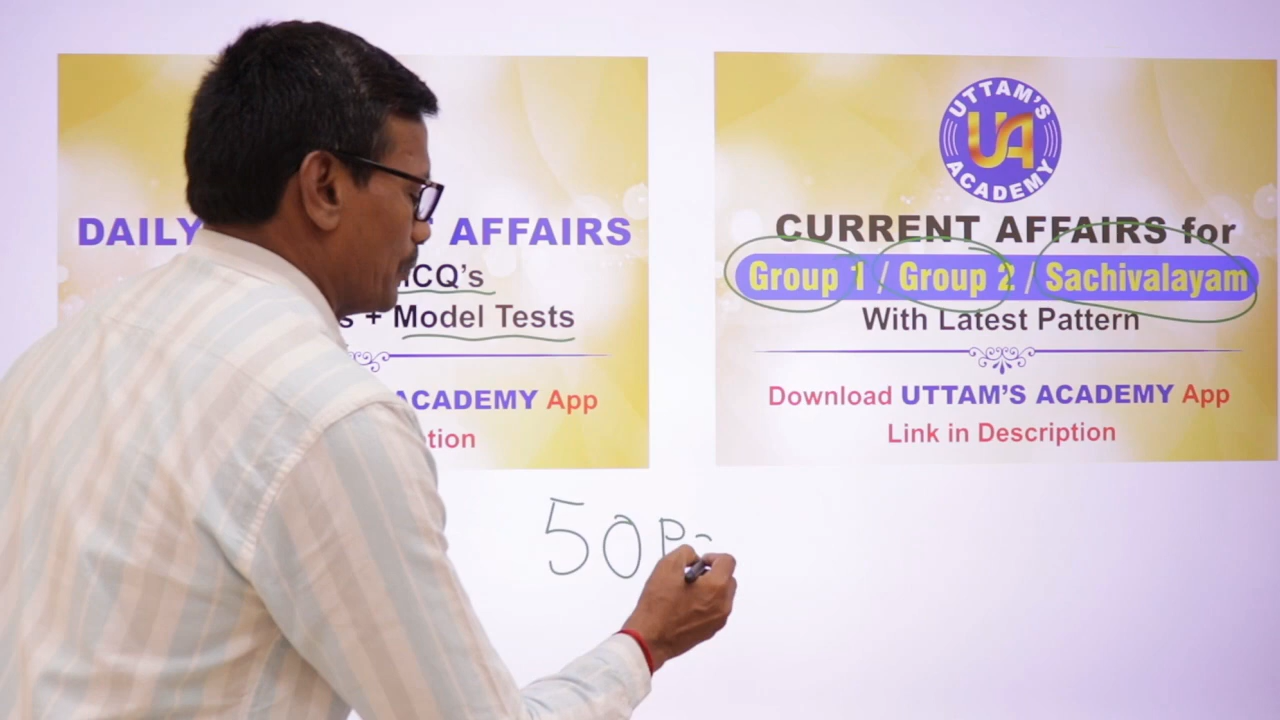 DAILY AFFAIRS
MCQ's
s + Model Tests
ACADEMY App
tion
UTTAM'S
UA
ACADEMY
CURRENT AFFAIRS for
Group 1 / Group 2 / Sachivalayam
With Latest Pattern
Download UTTAM'S ACADEMY App
Link in Description
50